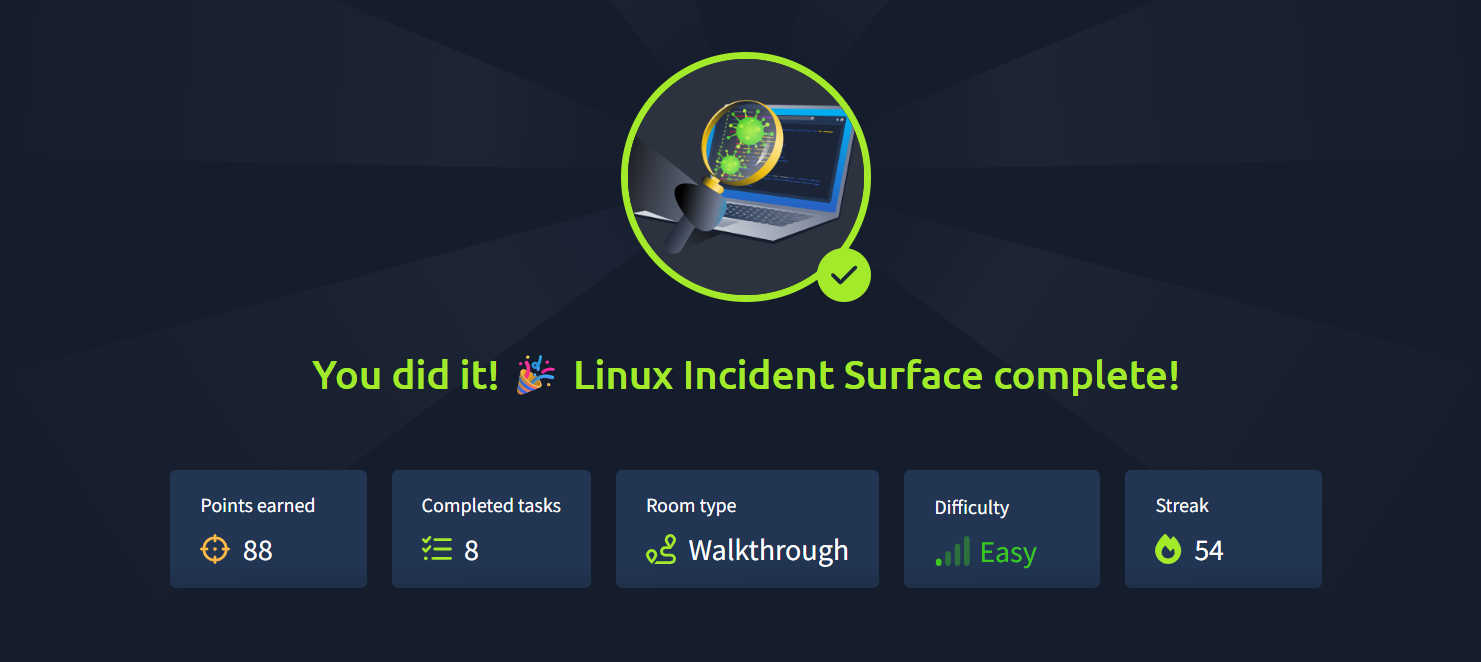 You did it! 🎉 Linux Incident Surface complete!
Points earned
88
Completed tasks
8
Room type
Walkthrough
Difficulty
Easy
Streak
54